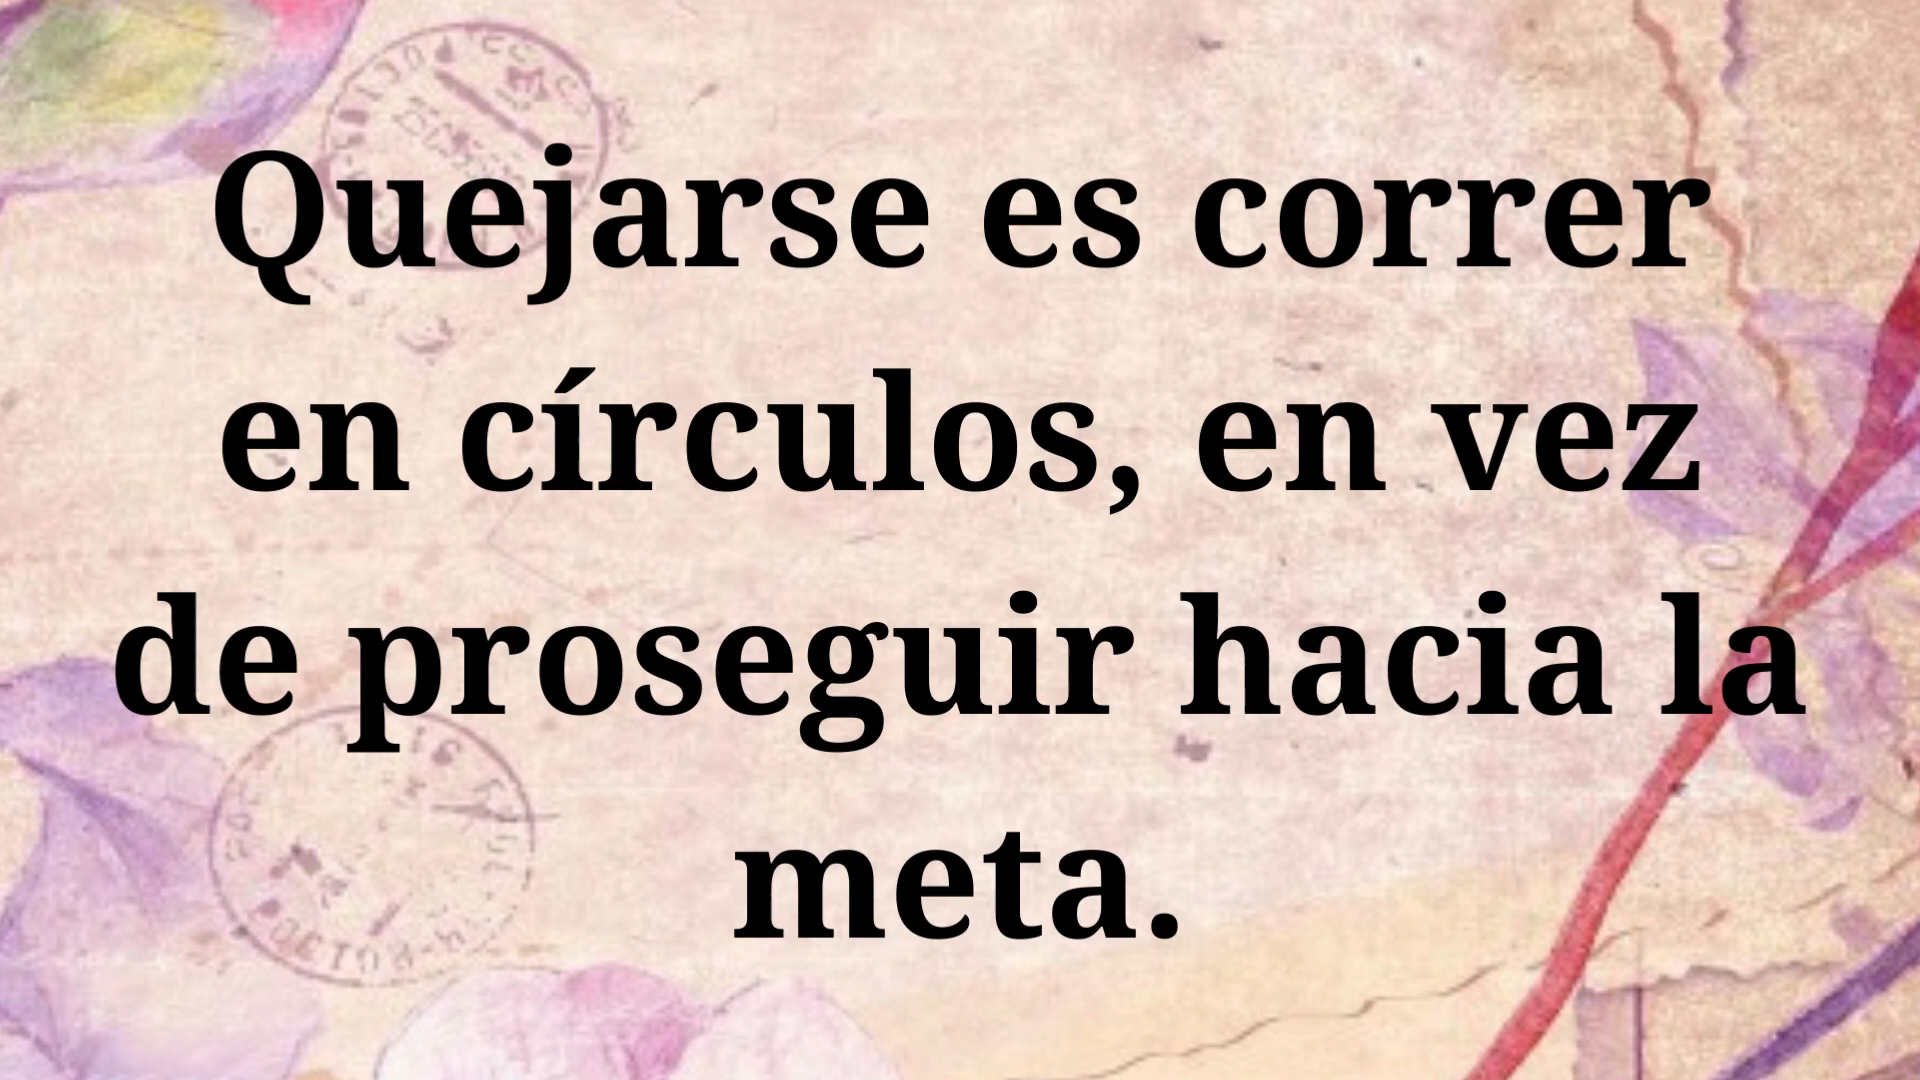 Quejarse es correr
en círculos, en vez
de proseguir hacia la
meta.